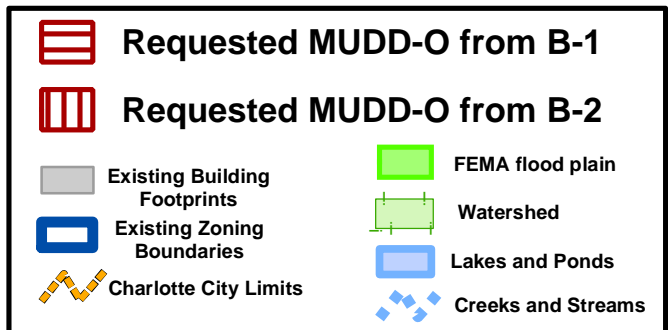 Requested MUDD-O from B-1
Requested MUDD-O from B-2
Existing Building
Footprints
Existing Zoning
Boundaries
Charlotte City Limits
FEMA flood plain
Watershed
Lakes and Ponds
Creeks and Streams